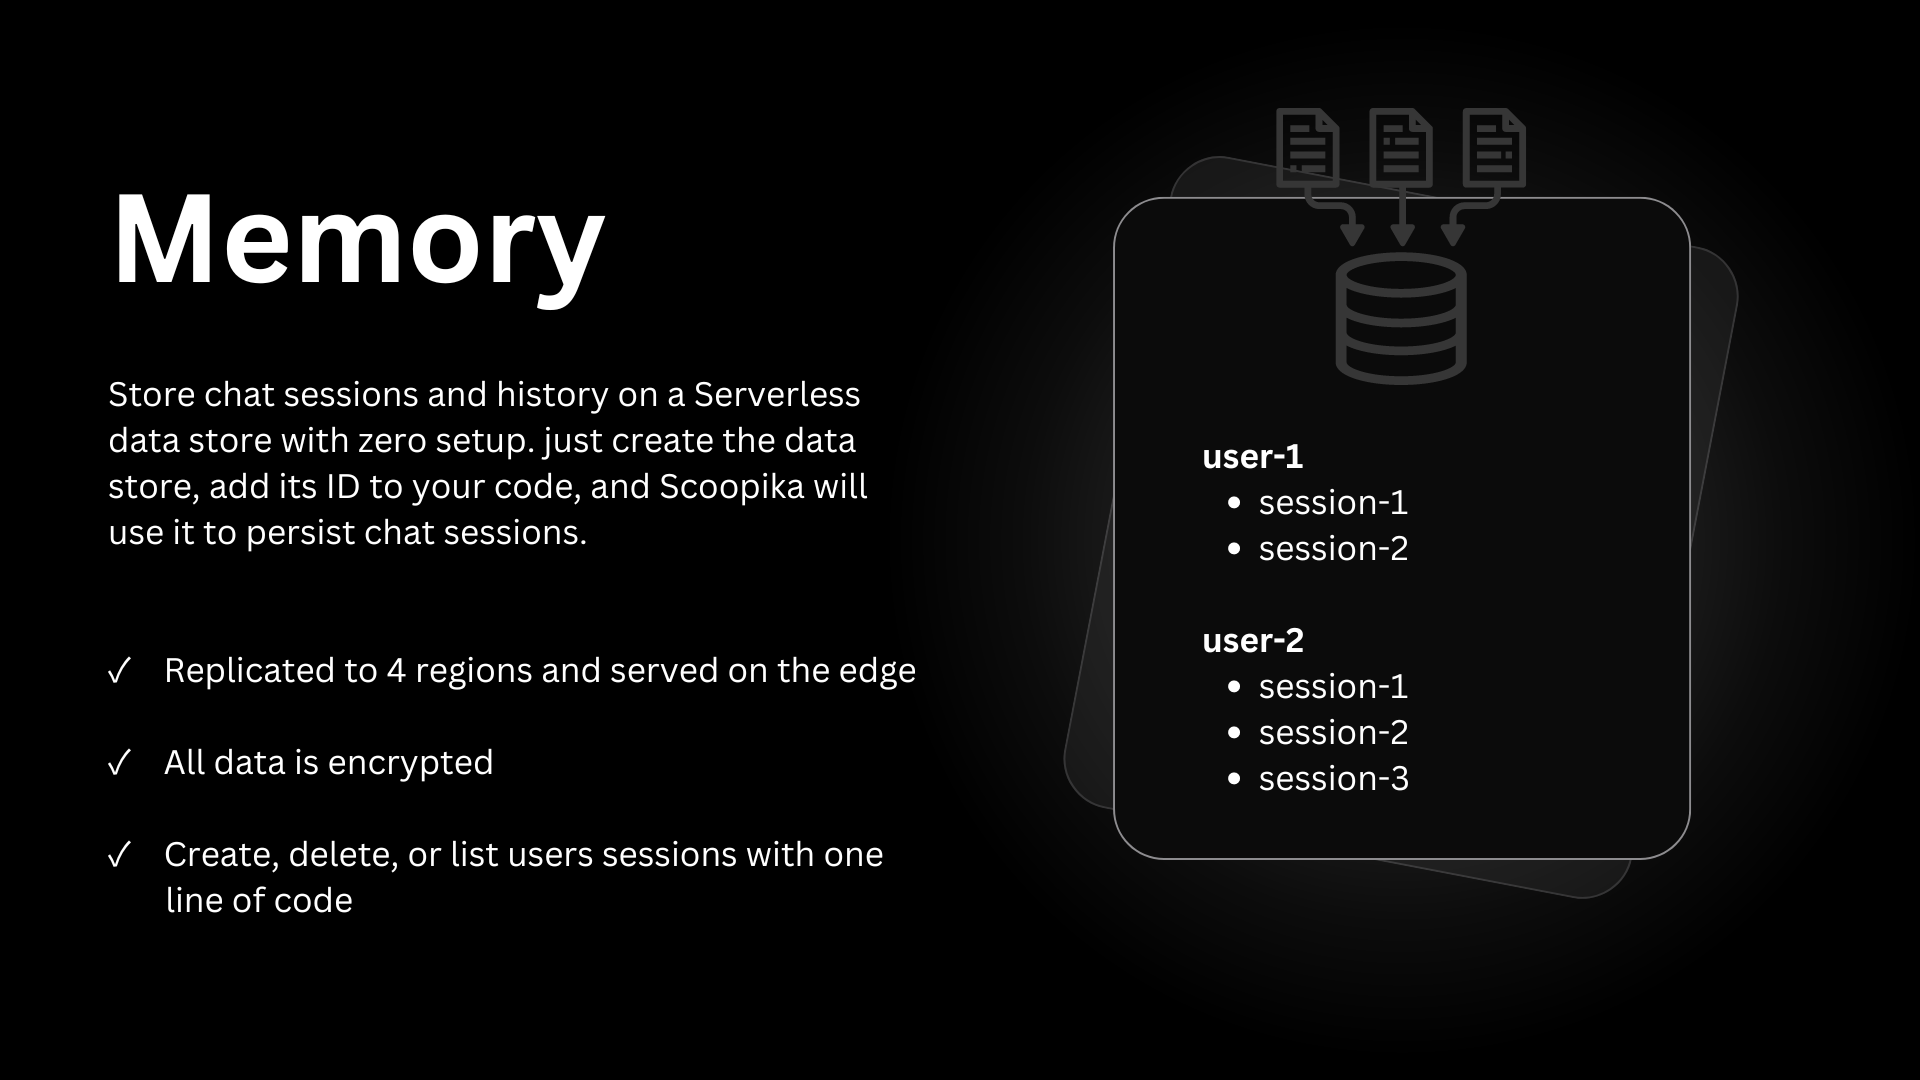 Memory
Store chat sessions and history on a Serverless
data store with zero setup. just create the data
store, add its ID to your code, and Scoopika will
use it to persist chat sessions.
✓ Replicated to 4 regions and served on the edge
✓ All data is encrypted
✓ Create, delete, or list users sessions with one
line of code
user-1
• session-1
• session-2
user-2
• session-1
• session-2
• session-3